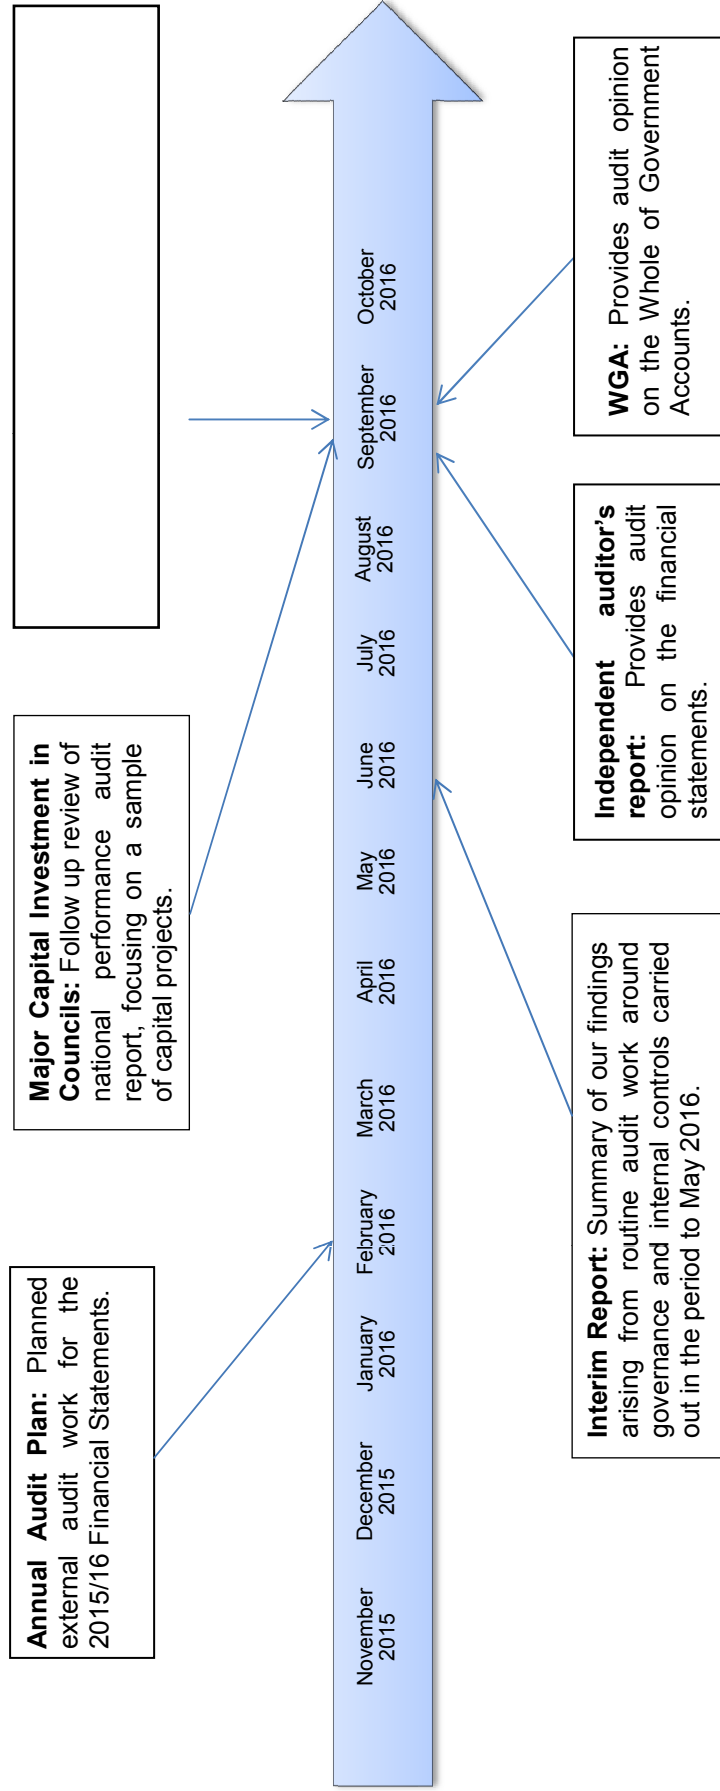 Annual Audit Plan: Planned
external audit work for the
2015/16 Financial Statements.
Major Capital Investment in
Councils: Follow up review of
national performance audit
report, focusing on a sample
of capital projects.
November
2015
December
2015
January
2016
February
2016
March
2016
April
2016
May
2016
June
2016
July
2016
August
2016
September
2016
October
2016
Interim Report: Summary of our findings
arising from routine audit work around
governance and internal controls carried
out in the period to May 2016.
Independent auditor's
report: Provides audit
opinion on the financial
statements.
WGA: Provides audit opinion
on the Whole of Government
Accounts.